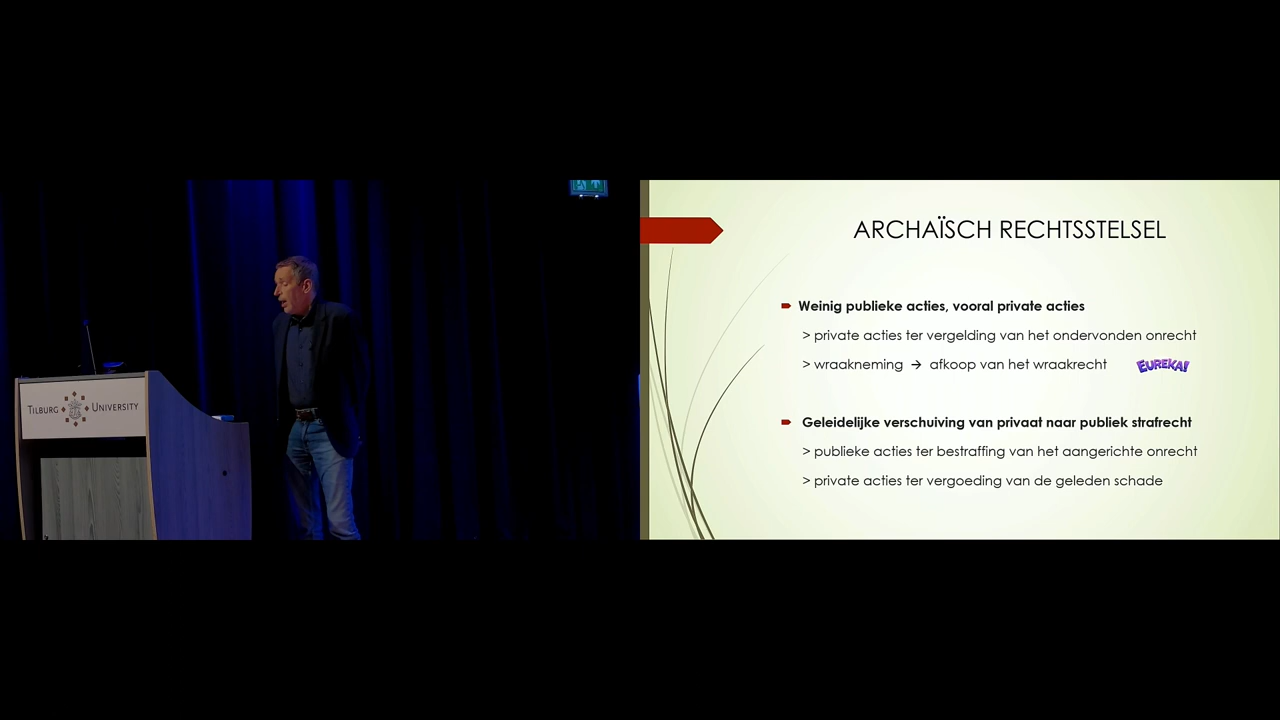 TILBURG UNIVERSITY
ARCHAÏSCH RECHTSSTELSEL
Weinig publieke acties, vooral private acties
> private acties ter vergelding van het ondervonden onrecht
> wraakneming → afkoop van het wraakrecht EUREKA!
Geleidelijke verschuiving van privaat naar publiek strafrecht
> publieke acties ter bestraffing van het aangerichte onrecht
> private acties ter vergoeding van de geleden schade